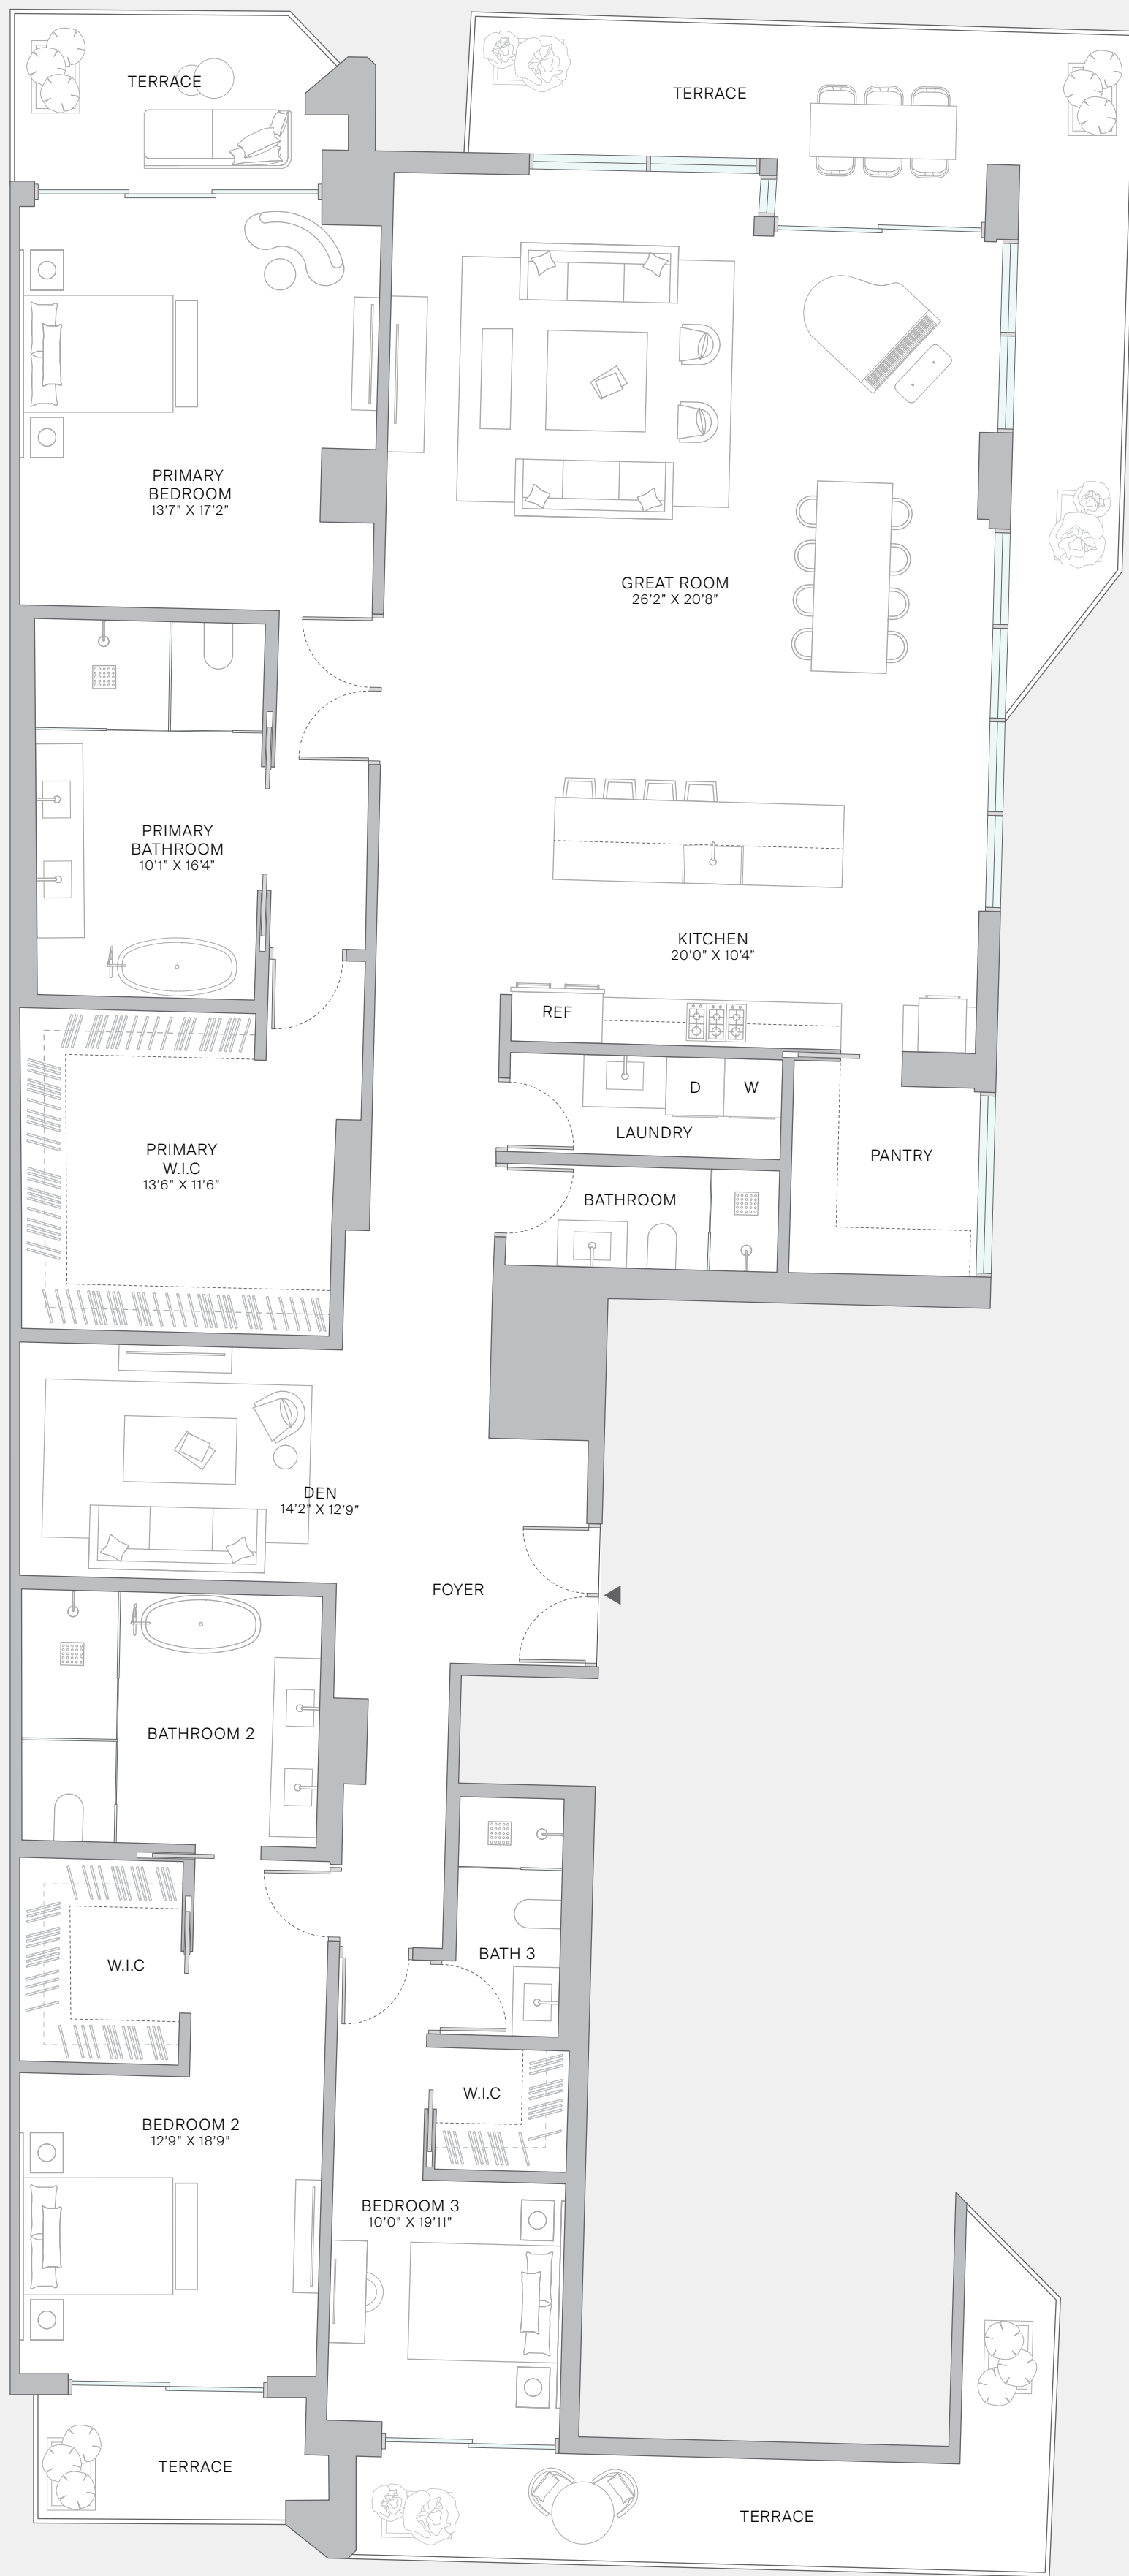 TERRACE
TERRACE
PRIMARY
BEDROOM
13'7" X 17'2"
GREAT ROOM
26'2" X 20'8"
PRIMARY
BATHROOM
10'1" X 16'4"
KITCHEN
20'0" X 10'4"
REF
D
W
LAUNDRY
PANTRY
PRIMARY
W.I.C
13'6" X 11'6"
BATHROOM
DEN
14'2" X 12'9"
FOYER
BATHROOM 2
BATH 3
W.I.C
W.I.C
BEDROOM 2
12'9" X 18'9"
BEDROOM 3
10'0" X 19'11"
TERRACE
TERRACE